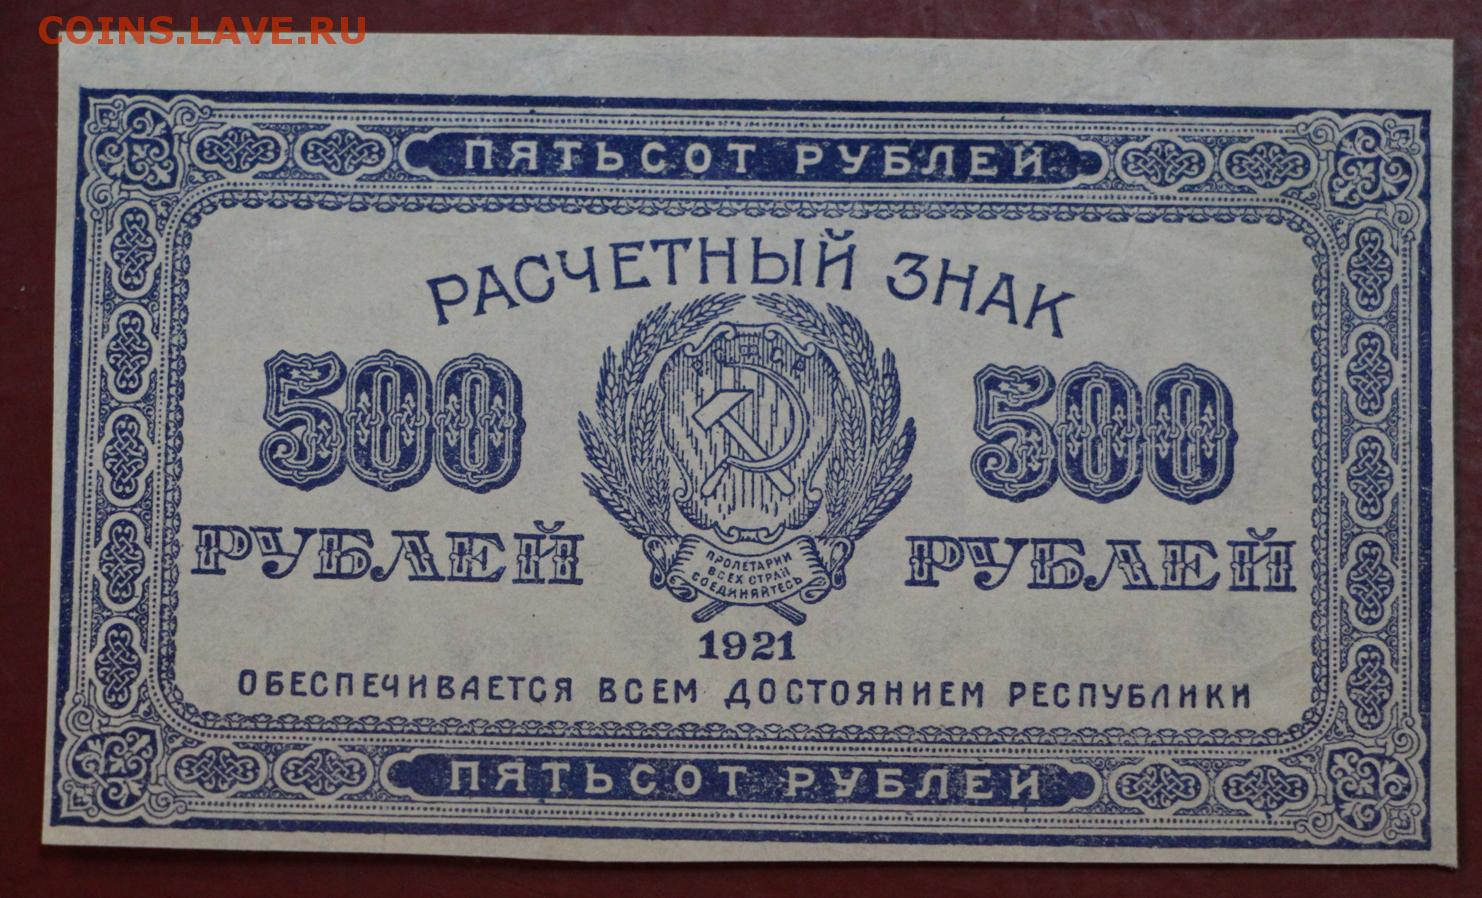 COINS.LAVE.RU
ПЯТЬСОТ РУБЛЕЙ
РАСЧЕТНЫЙ ЗНАК
Р.С.Ф.С.Р.
500 500
РУБЛЕЙ РУБЛЕЙ
ПРОЛЕТАРИИ
ВСЕХ СТРАН
СОЕДИНЯЙТЕСЬ
1921
ОБЕСПЕЧИВАЕТСЯ ВСЕМ ДОСТОЯНИЕМ РЕСПУБЛИКИ
ПЯТЬСОТ РУБЛЕЙ